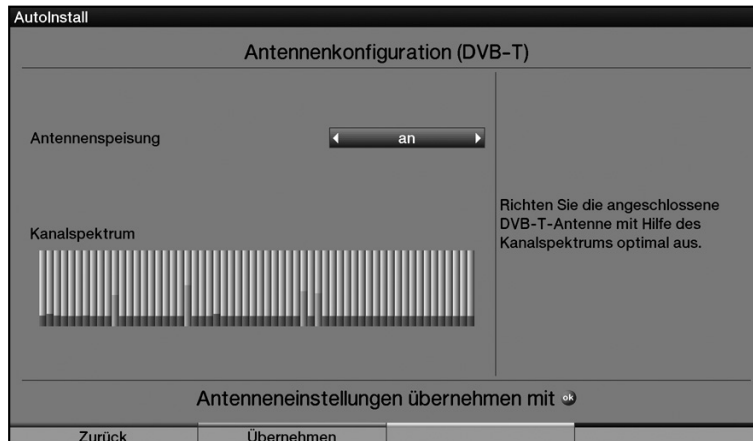 AutoInstall
Antennenkonfiguration (DVB-T)
Antennenspeisung
an
Richten Sie die angeschlossene
DVB-T-Antenne mit Hilfe des
Kanalspektrums optimal aus.
Kanalspektrum
Antenneneinstellungen übernehmen mit ok
Zurück
Übernehmen